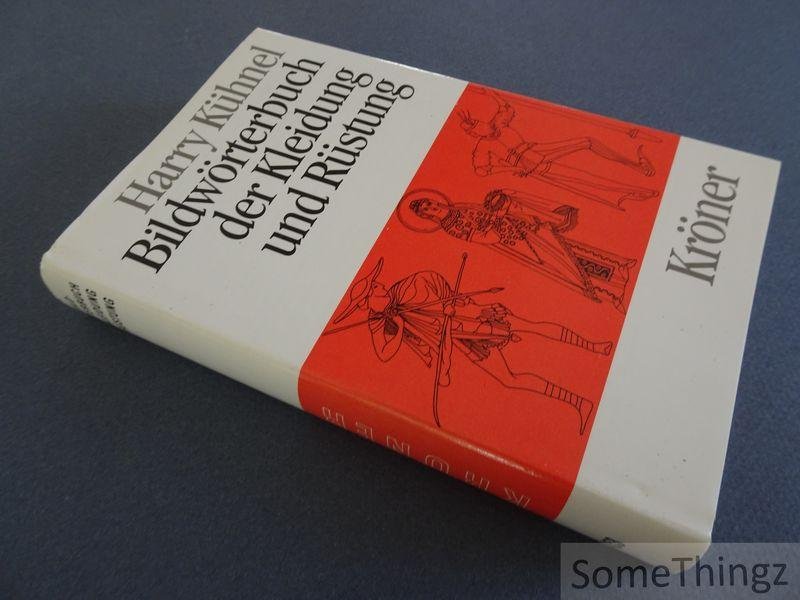 Harry Kühnel
Bildwörterbuch
der Kleidung
und Rüstung
Kröner
KRÖNER
SomeThingz